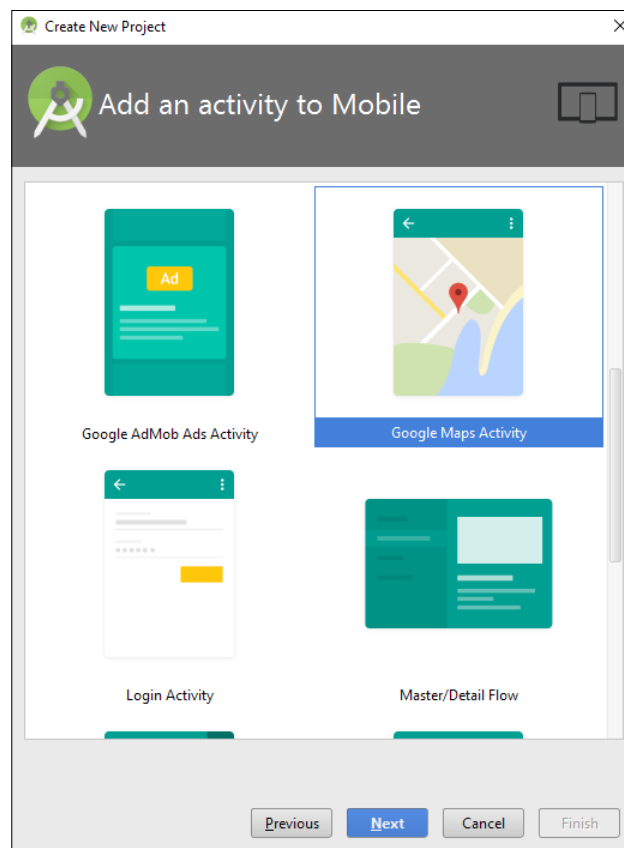 Create New Project
Add an activity to Mobile
Ad
Google AdMob Ads Activity
Google Maps Activity
Login Activity
Master/Detail Flow
Previous
Next
Cancel
Finish